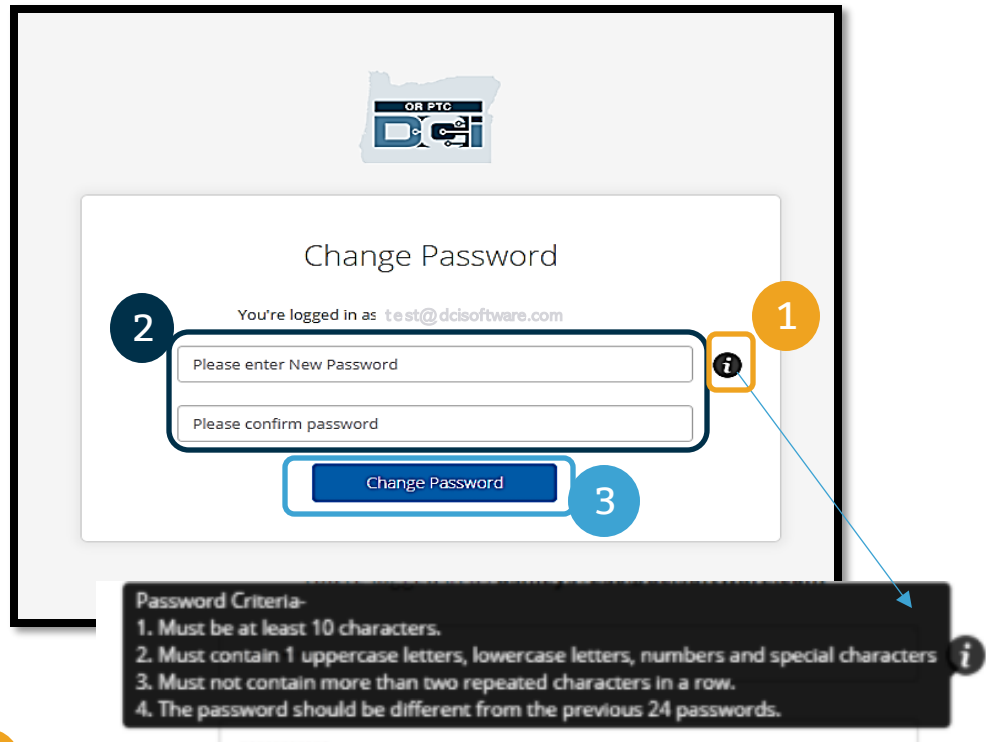 OR PTC
DCI
Change Password
You're logged in as test@dcisoftware.com
2
1
Please enter New Password
i
Please confirm password
Change Password
3
Password Criteria-
1. Must be at least 10 characters.
2. Must contain 1 uppercase letters, lowercase letters, numbers and special characters
i
3. Must not contain more than two repeated characters in a row.
4. The password should be different from the previous 24 passwords.